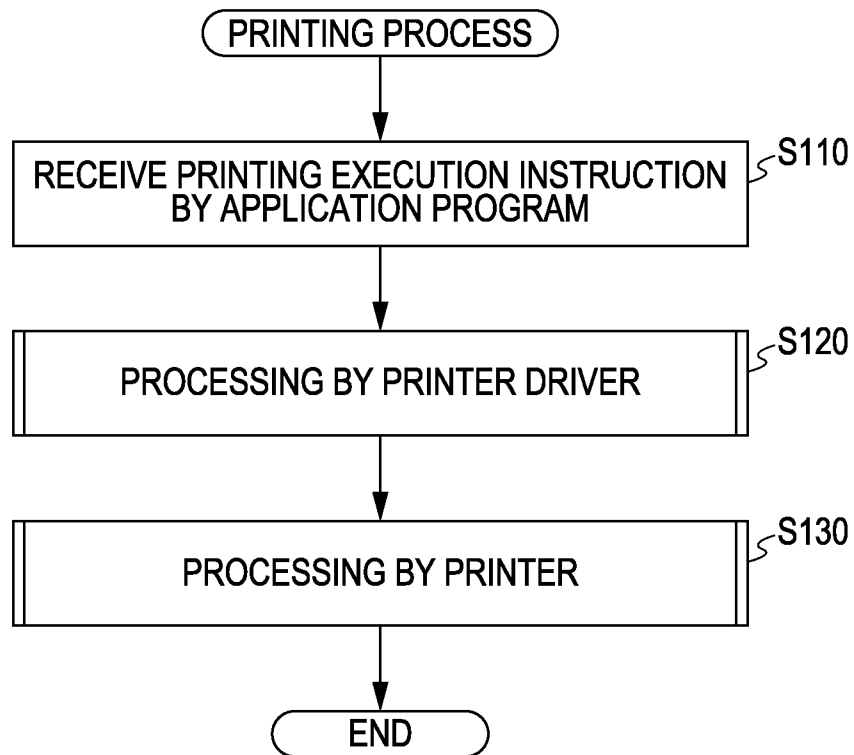 PRINTING PROCESS
RECEIVE PRINTING EXECUTION INSTRUCTION
BY APPLICATION PROGRAM
S110
PROCESSING BY PRINTER DRIVER
S120
PROCESSING BY PRINTER
S130
END